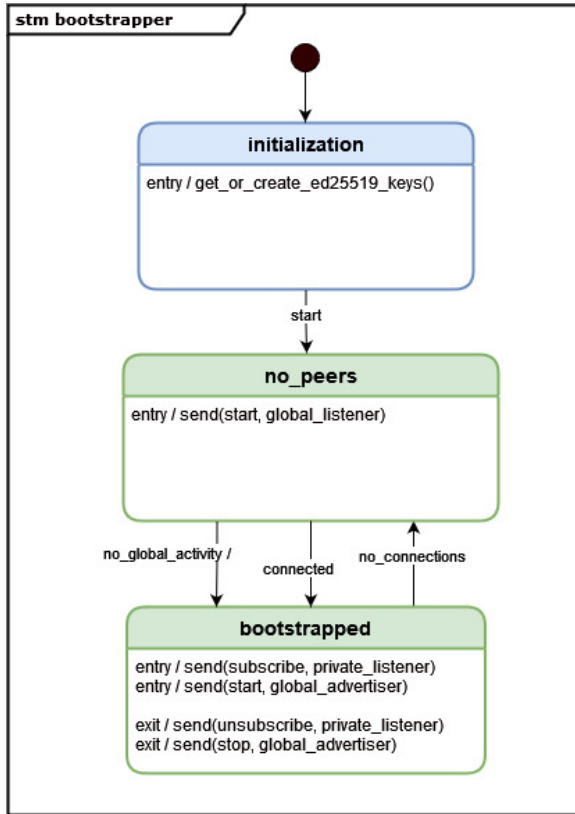 stm bootstrapper
initialization
entry / get_or_create_ed25519_keys()
start
no_peers
entry / send(start, global_listener)
no_global_activity /
connected
no_connections
bootstrapped
entry / send(subscribe, private_listener)
entry / send(start, global_advertiser)
exit / send(unsubscribe, private_listener)
exit / send(stop, global_advertiser)